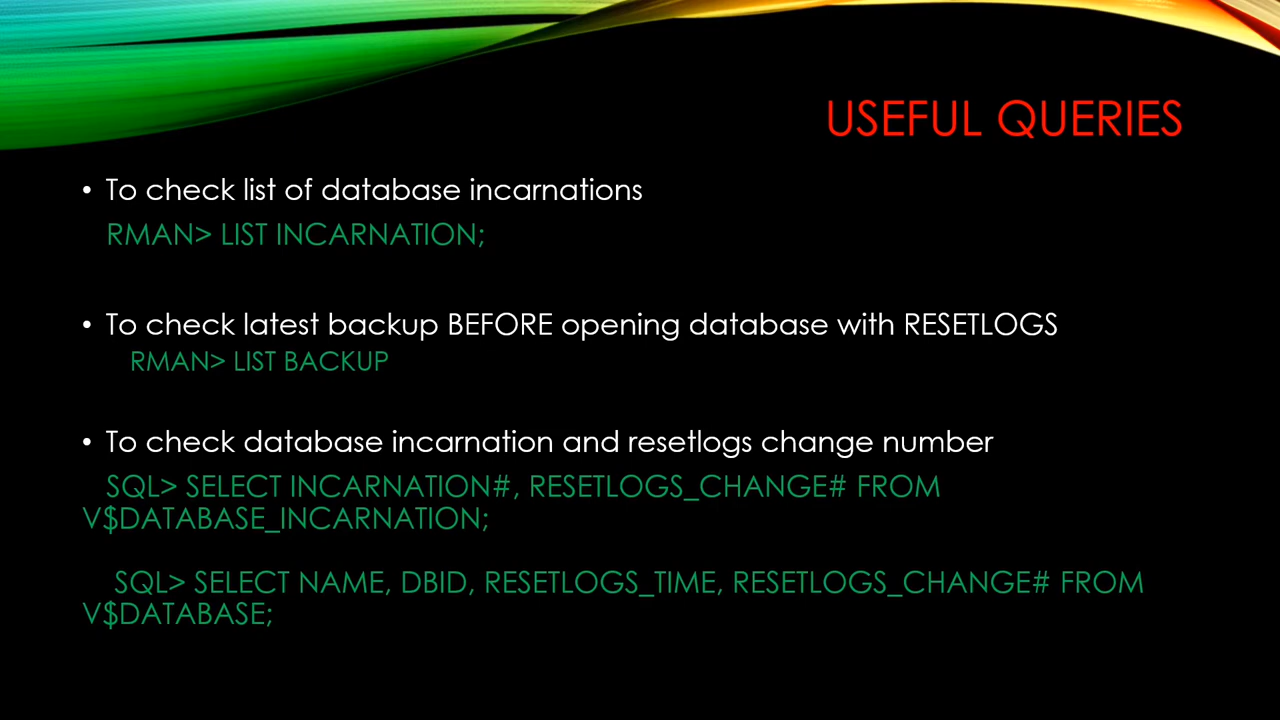 USEFUL QUERIES
• To check list of database incarnations
RMAN> LIST INCARNATION;
• To check latest backup BEFORE opening database with RESETLOGS
RMAN> LIST BACKUP
• To check database incarnation and resetlogs change number
SQL> SELECT INCARNATION#, RESETLOGS_CHANGE# FROM
V$DATABASE_INCARNATION;
SQL> SELECT NAME, DBID, RESETLOGS_TIME, RESETLOGS_CHANGE# FROM
V$DATABASE;